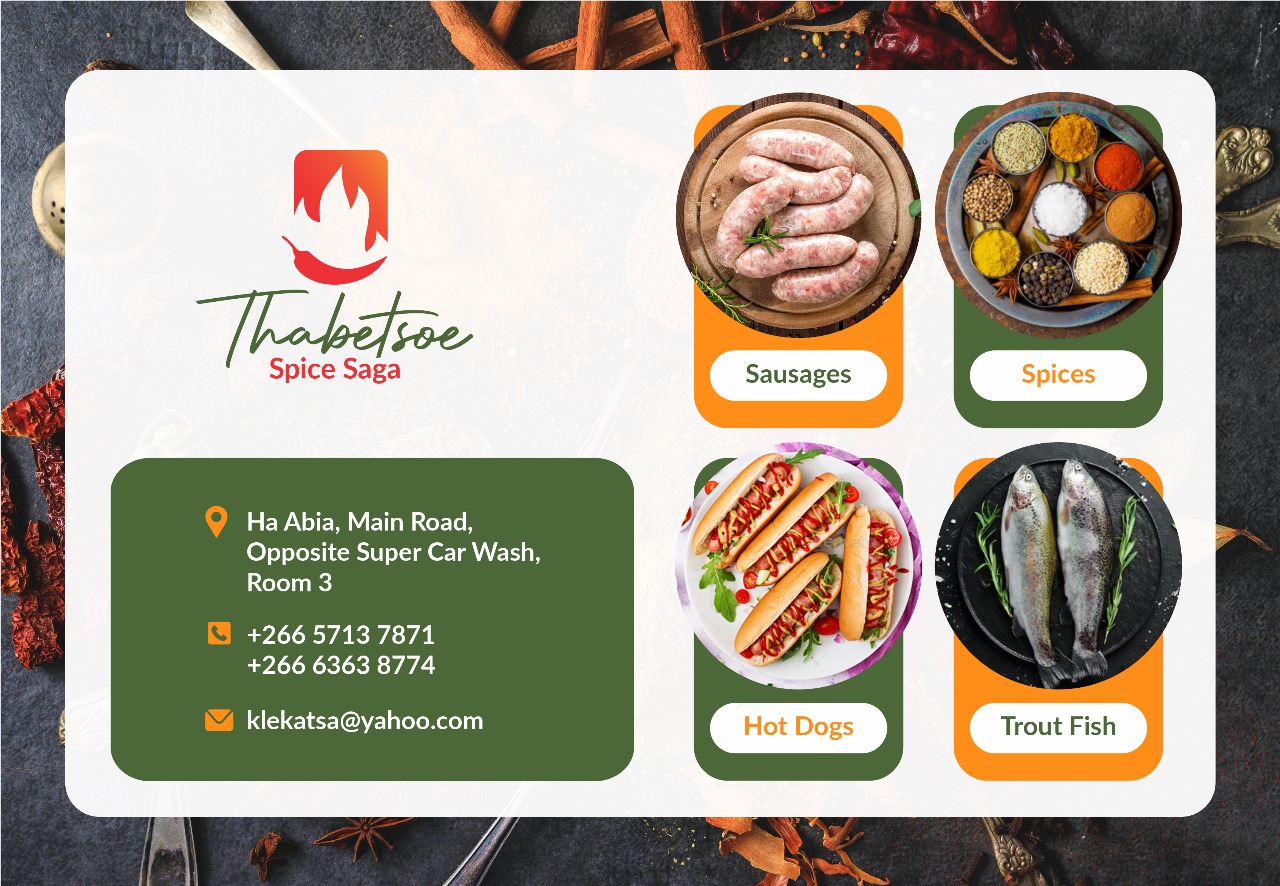 Thabetsoe
Spice Saga
Ha Abia, Main Road,
Opposite Super Car Wash,
Room 3
+266 5713 7871
+266 6363 8774
klekatsa@yahoo.com
Sausages
Spices
Hot Dogs
Trout Fish